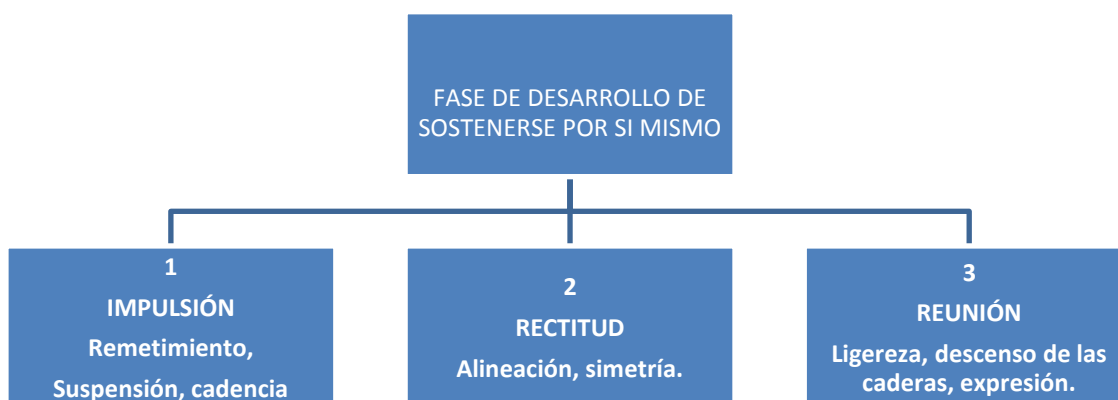 FASE DE DESARROLLO DE
SOSTENERSE POR SI MISMO
1
IMPULSIÓN
Remetimiento,
Suspensión, cadencia
2
RECTITUD
Alineación, simetría.
3
REUNIÓN
Ligereza, descenso de las
caderas, expresión.